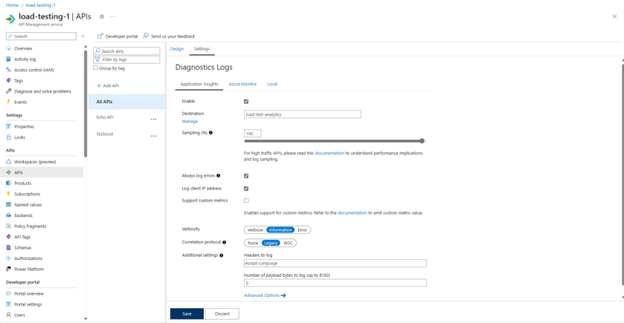 Home > load-testing-1
load-testing-1 | APIs
API Management service
Search
Overview
Activity log
Access control (IAM)
Tags
Diagnose and solve problems
Events
Settings
Properties
Locks
APIs
Workspaces (preview)
APIs
Products
Subscriptions
Named values
Backends
Policy fragments
API Tags
Schemas
Authorizations
Power Platform
Developer portal
Portal overview
Portal settings
Users
Developer portal
Send us your feedback
Search APIs
Filter by tags
Group by tag
+ Add API
All APIs
Echo API
ToDoList
Design
Settings
Diagnostics Logs
Application Insights
Azure Monitor
Local
Enable
Destination
load-test-analytics
Manage
Sampling (%)
100
For high traffic APIs, please read this documentation to understand performance implications
and log sampling.
Always log errors
Log client IP address
Support custom metrics
Enables support for custom metrics. Refer to the documentation to emit custom metric value.
Verbosity
Verbose Information Error
Correlation protocol
None Legacy W3C
Additional settings
Headers to log
Accept-Language
Number of payload bytes to log (up to 8192)
0
Advanced Options
Save
Discard